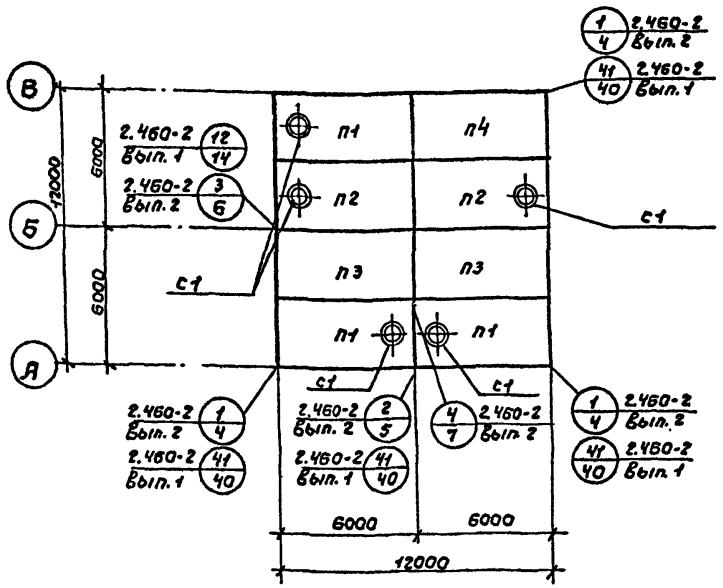 1 2.460-2
4 Вып. 2
41 2.460-2
40 Вып. 1
В
п1 п4
2.460-2 12
Вып. 1 14
6000
12000
2.460-2 3
Вып. 2 6
п2 п2
Б
с1
п3 п3
с1
6000
п1 п1
А
с1 с1
2.460-2 1
Вып. 2 4
2.460-2 2
Вып. 2 5
4 2.460-2
7 Вып. 2
1 2.460-2
4 Вып. 2
2.460-2 41
Вып. 1 40
2.460-2 41
Вып. 1 40
41 2.460-2
40 Вып. 1
6000 6000
12000